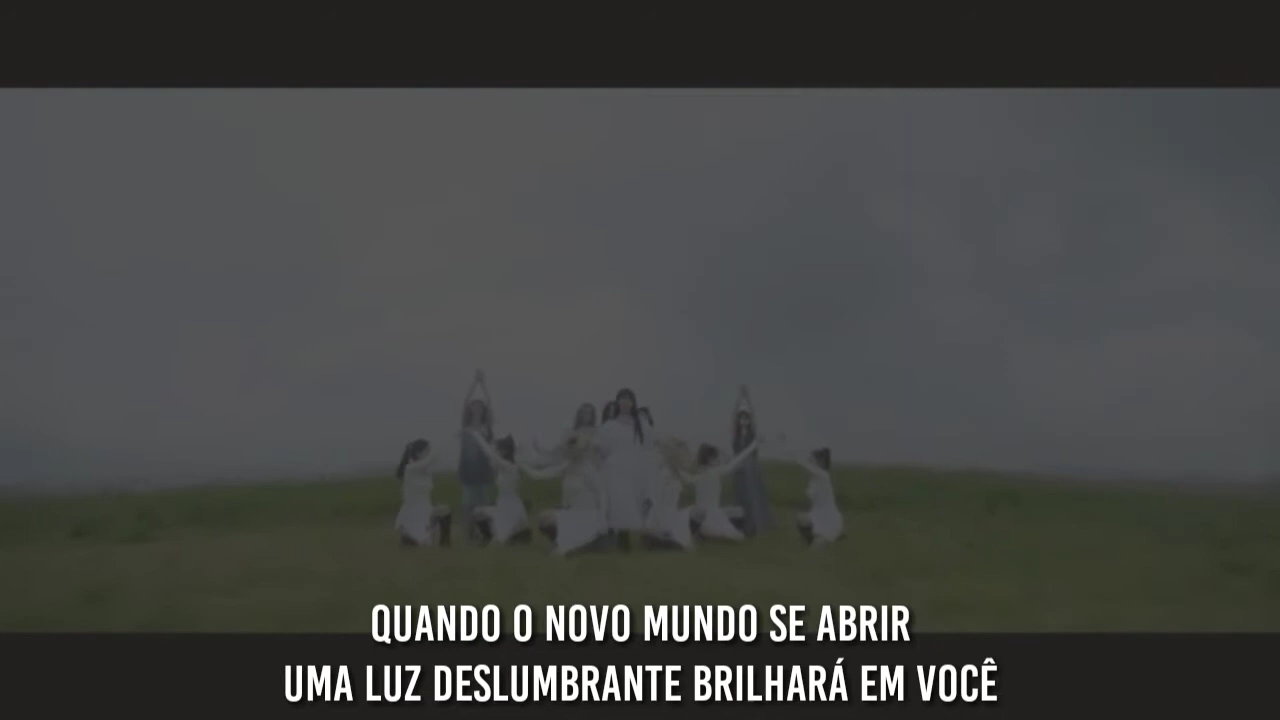 QUANDO O NOVO MUNDO SE ABRIR
UMA LUZ DESLUMBRANTE BRILHARÁ EM VOCÊ